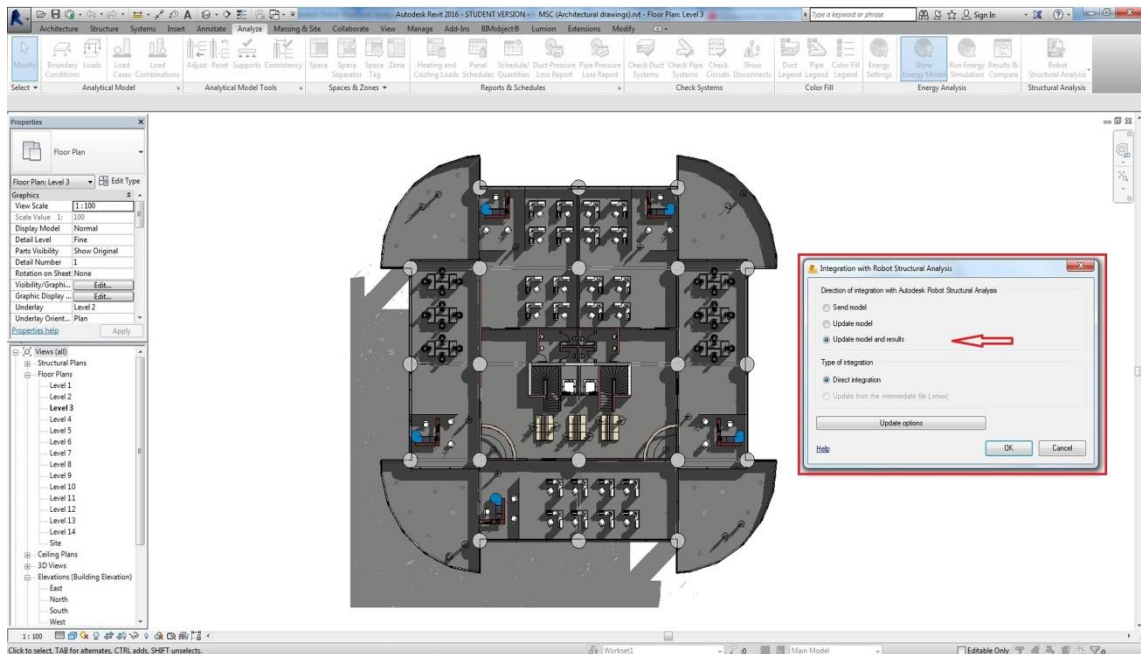 Autodesk Revit 2016 - STUDENT VERSION - MSC (Architectural drawings).rvt - Floor Plan: Level 3
Type a keyword or phrase
Sign In
Architecture Structure Systems Insert Annotate Analyze Massing & Site Collaborate View Manage Add-Ins BIMobject® Lumion Extensions Modify
Modify Boundary Conditions Loads Load Cases Load Combinations Adjust Reset Supports Consistency Space Space Separator Space Tag Zone Heating and Cooling Loads Panel Schedules Schedule/ Quantities Duct Pressure Loss Report Pipe Pressure Loss Report Check Duct Systems Check Pipe Systems Check Circuits Show Disconnects Duct Legend Pipe Legend Color Fill Legend Energy Settings Show Energy Model Run Energy Simulation Results & Compare Robot Structural Analysis
Select Analytical Model Analytical Model Tools Spaces & Zones Reports & Schedules Check Systems Color Fill Energy Analysis Structural Analysis
Properties
Floor Plan
Floor Plan: Level 3 Edit Type
Graphics
View Scale 1 : 100
Scale Value 1: 100
Display Model Normal
Detail Level Fine
Parts Visibility Show Original
Detail Number 1
Rotation on Sheet None
Visibility/Graphi... Edit...
Graphic Display ... Edit...
Underlay Level 2
Underlay Orient... Plan
Properties help Apply
Views (all)
Structural Plans
Floor Plans
Level 1
Level 2
Level 3
Level 4
Level 5
Level 6
Level 7
Level 8
Level 9
Level 10
Level 11
Level 12
Level 13
Level 14
Site
Ceiling Plans
3D Views
Elevations (Building Elevation)
East
North
South
West
Integration with Robot Structural Analysis
Direction of integration with Autodesk Robot Structural Analysis
Send model
Update model
Update model and results
Type of integration
Direct integration
Update from the intermediate file (.smxx)
Update options
Help OK Cancel
1 : 100
Click to select, TAB for alternates, CTRL adds, SHIFT unselects.
Workset1 :0 Main Model Editable Only :0